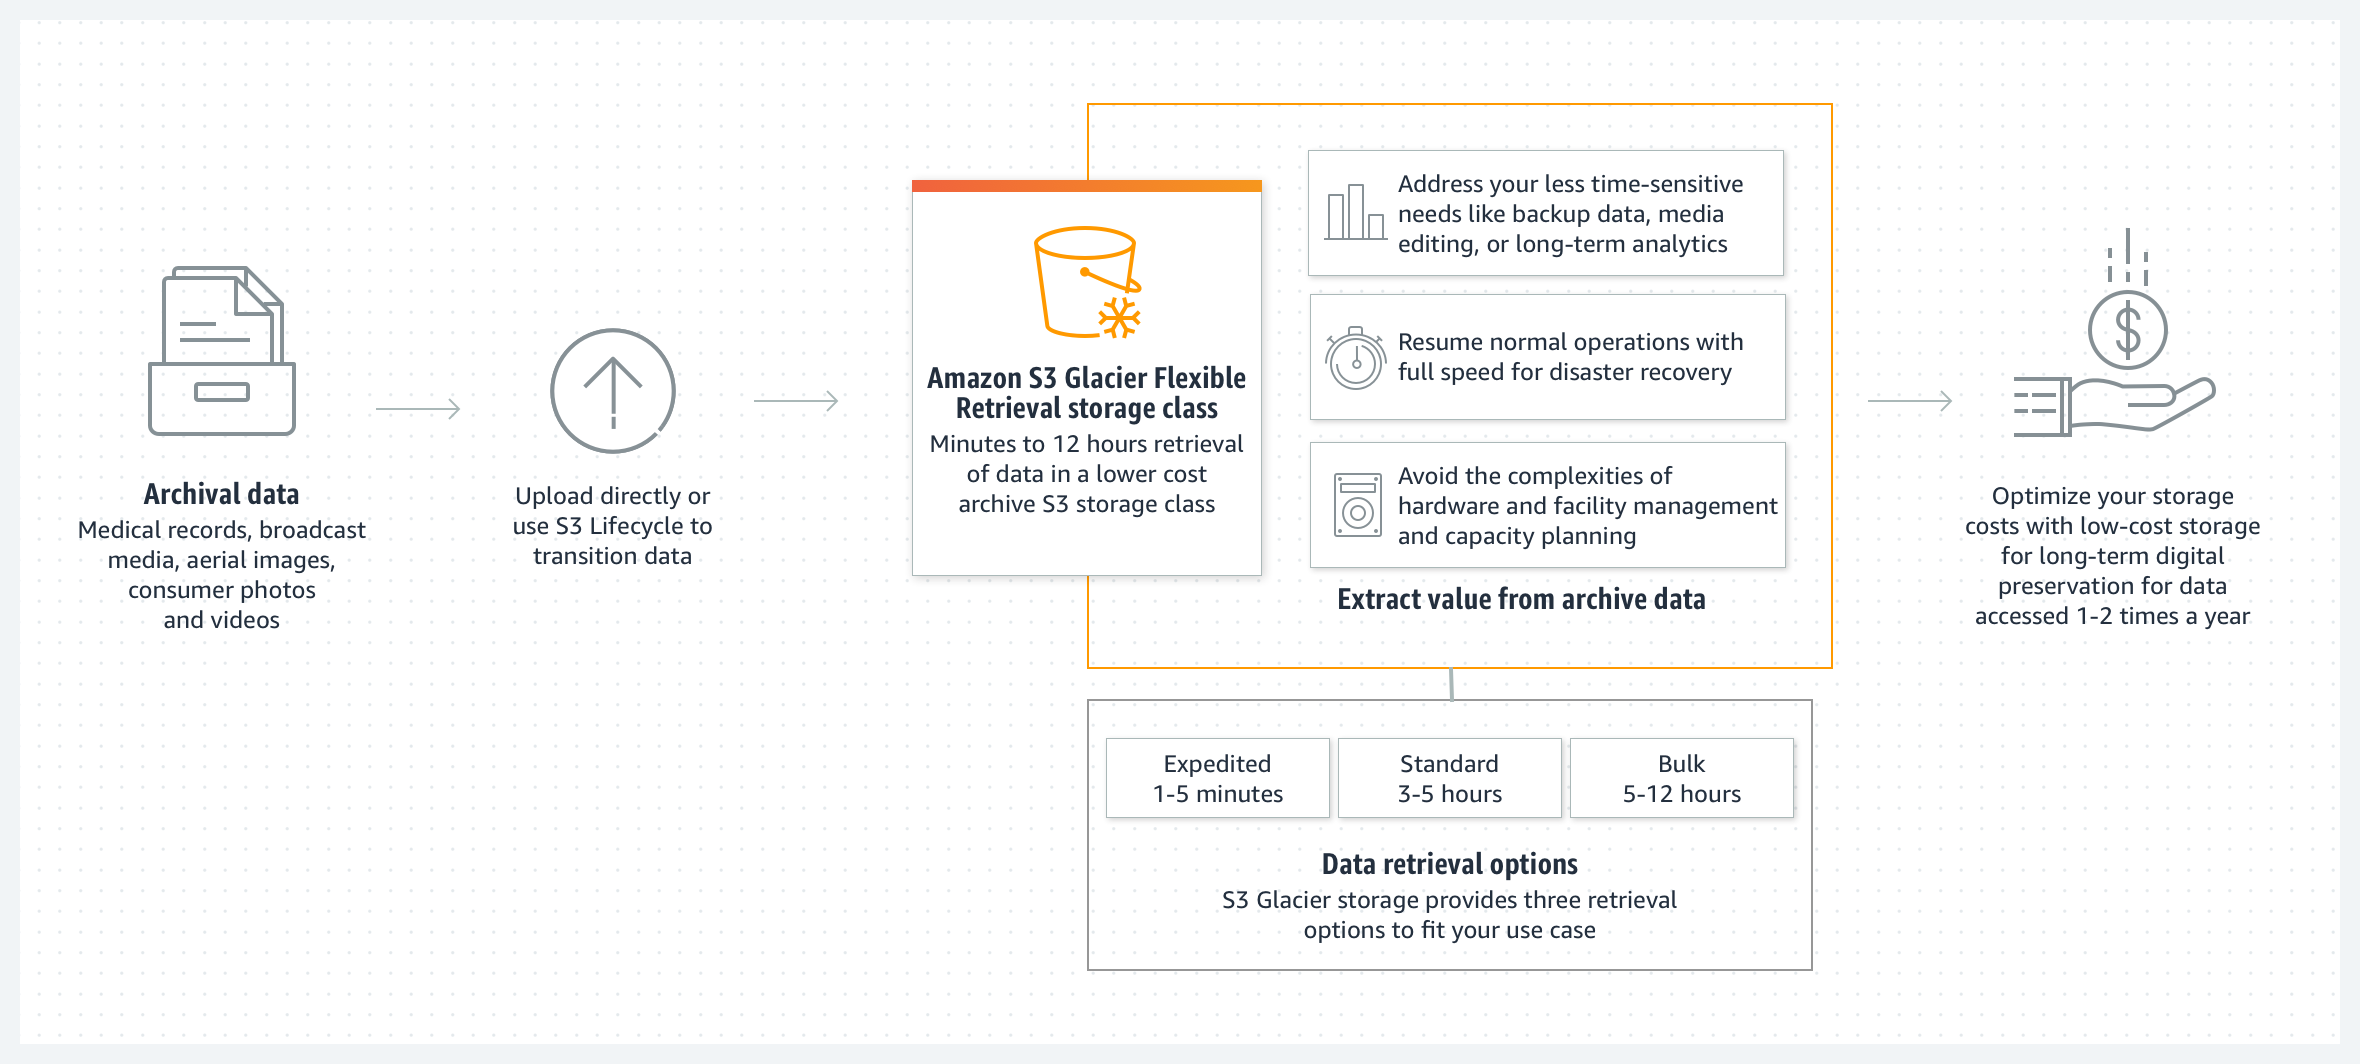 Archival data
Medical records, broadcast
media, aerial images,
consumer photos
and videos
Upload directly or
use S3 Lifecycle to
transition data
Amazon S3 Glacier Flexible
Retrieval storage class
Minutes to 12 hours retrieval
of data in a lower cost
archive S3 storage class
Address your less time-sensitive
needs like backup data, media
editing, or long-term analytics
Resume normal operations with
full speed for disaster recovery
Avoid the complexities of
hardware and facility management
and capacity planning
Extract value from archive data
Expedited
1-5 minutes
Standard
3-5 hours
Bulk
5-12 hours
Data retrieval options
S3 Glacier storage provides three retrieval
options to fit your use case
$
Optimize your storage
costs with low-cost storage
for long-term digital
preservation for data
accessed 1-2 times a year